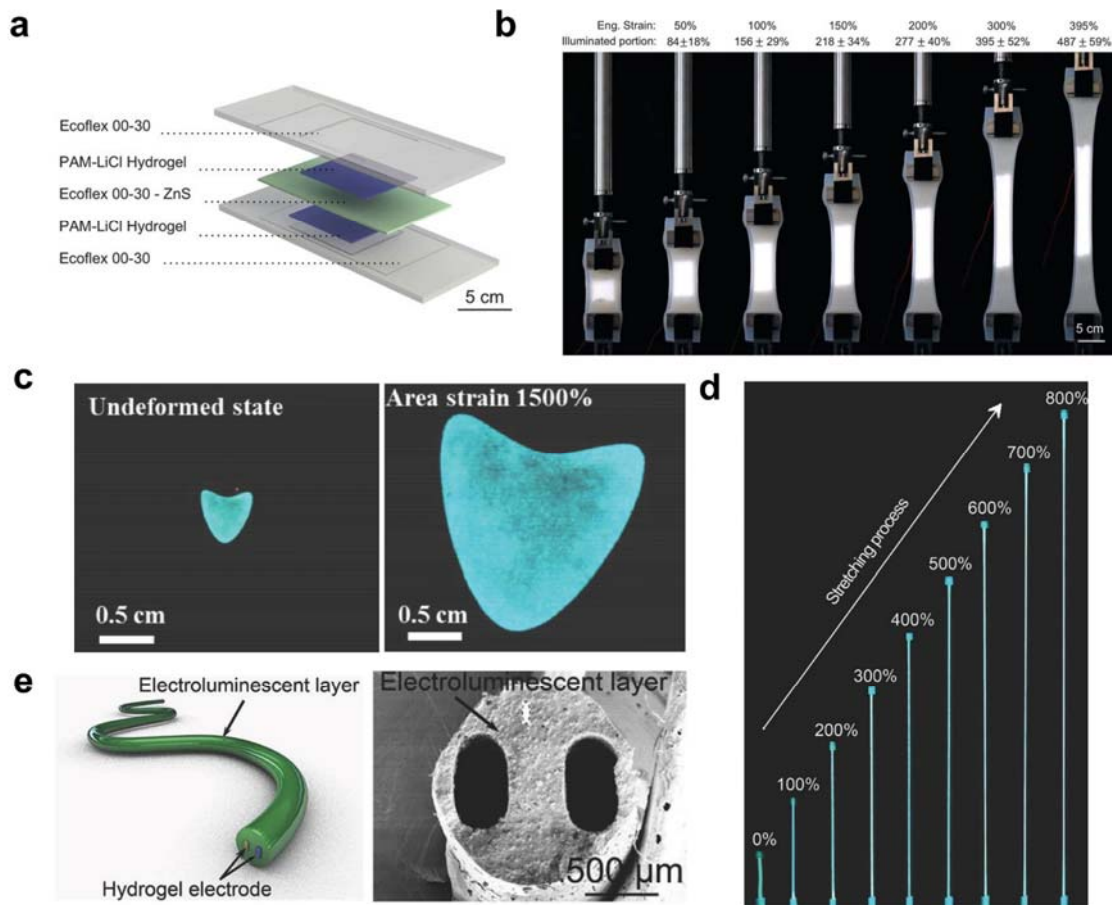 a
Ecoflex 00-30
PAM-LiCl Hydrogel
Ecoflex 00-30 - ZnS
PAM-LiCl Hydrogel
Ecoflex 00-30
5 cm
b
Eng. Strain: 50% 100% 150% 200% 300% 395%
Illuminated portion: 84±18% 156 ± 29% 218 ± 34% 277 ± 40% 395 ± 52% 487 ± 59%
5 cm
c
Undeformed state
0.5 cm
Area strain 1500%
0.5 cm
d
Stretching process
0%
100%
200%
300%
400%
500%
600%
700%
800%
e
Electroluminescent layer
Hydrogel electrode
Electroluminescent layer
500 μm